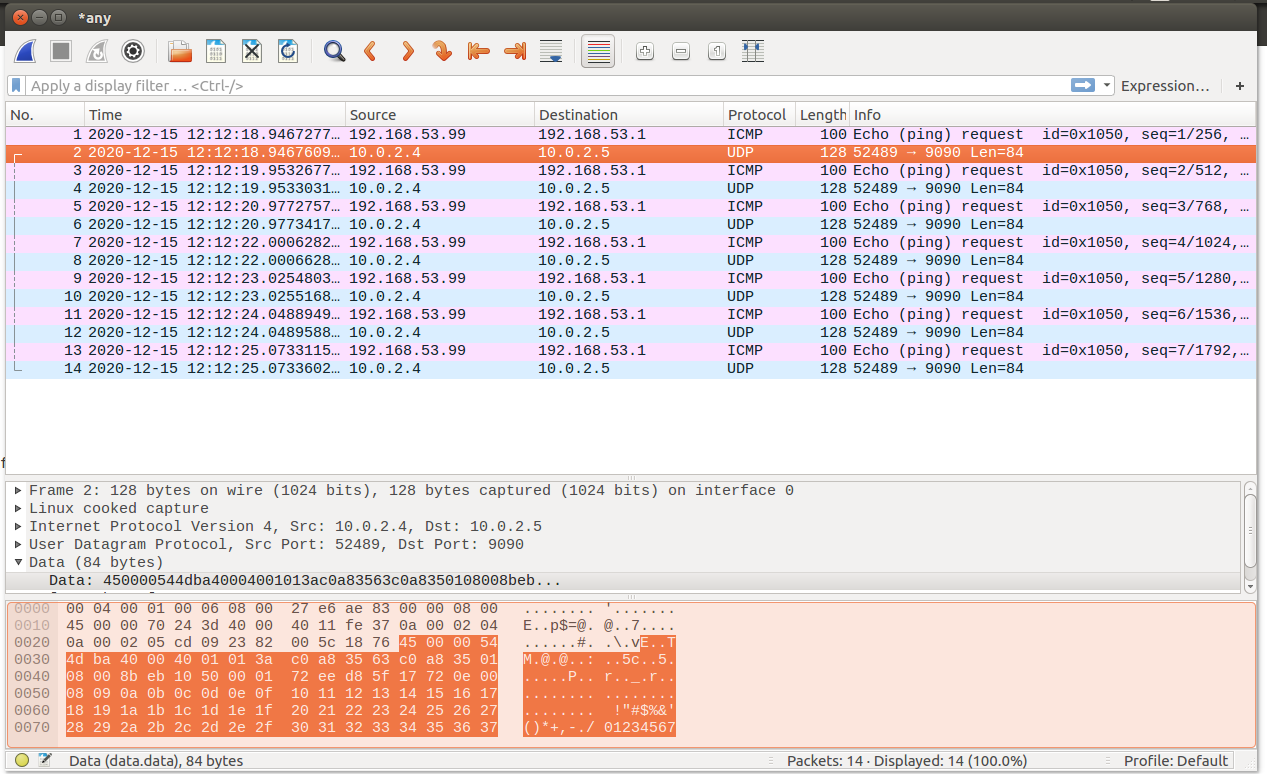 *any
Apply a display filter … <Ctrl-/> Expression… +
No. Time Source Destination Protocol Length Info
1 2020-12-15 12:12:18.9467277… 192.168.53.99 192.168.53.1 ICMP 100 Echo (ping) request id=0x1050, seq=1/256, …
2 2020-12-15 12:12:18.9467609… 10.0.2.4 10.0.2.5 UDP 128 52489 → 9090 Len=84
3 2020-12-15 12:12:19.9532677… 192.168.53.99 192.168.53.1 ICMP 100 Echo (ping) request id=0x1050, seq=2/512, …
4 2020-12-15 12:12:19.9533031… 10.0.2.4 10.0.2.5 UDP 128 52489 → 9090 Len=84
5 2020-12-15 12:12:20.9772757… 192.168.53.99 192.168.53.1 ICMP 100 Echo (ping) request id=0x1050, seq=3/768, …
6 2020-12-15 12:12:20.9773417… 10.0.2.4 10.0.2.5 UDP 128 52489 → 9090 Len=84
7 2020-12-15 12:12:22.0006282… 192.168.53.99 192.168.53.1 ICMP 100 Echo (ping) request id=0x1050, seq=4/1024,…
8 2020-12-15 12:12:22.0006628… 10.0.2.4 10.0.2.5 UDP 128 52489 → 9090 Len=84
9 2020-12-15 12:12:23.0254803… 192.168.53.99 192.168.53.1 ICMP 100 Echo (ping) request id=0x1050, seq=5/1280,…
10 2020-12-15 12:12:23.0255168… 10.0.2.4 10.0.2.5 UDP 128 52489 → 9090 Len=84
11 2020-12-15 12:12:24.0488949… 192.168.53.99 192.168.53.1 ICMP 100 Echo (ping) request id=0x1050, seq=6/1536,…
12 2020-12-15 12:12:24.0489588… 10.0.2.4 10.0.2.5 UDP 128 52489 → 9090 Len=84
13 2020-12-15 12:12:25.0733115… 192.168.53.99 192.168.53.1 ICMP 100 Echo (ping) request id=0x1050, seq=7/1792,…
14 2020-12-15 12:12:25.0733602… 10.0.2.4 10.0.2.5 UDP 128 52489 → 9090 Len=84
Frame 2: 128 bytes on wire (1024 bits), 128 bytes captured (1024 bits) on interface 0
Linux cooked capture
Internet Protocol Version 4, Src: 10.0.2.4, Dst: 10.0.2.5
User Datagram Protocol, Src Port: 52489, Dst Port: 9090
Data (84 bytes)
Data: 450000544dba40004001013ac0a83563c0a8350108008beb...
0000 00 04 00 01 00 06 08 00 27 e6 ae 83 00 00 08 00 ........ '.......
0010 45 00 00 70 24 3d 40 00 40 11 fe 37 0a 00 02 04 E..p$=@. @..7....
0020 0a 00 02 05 cd 09 23 82 00 5c 18 76 45 00 00 54 ......#. .\.vE..T
0030 4d ba 40 00 40 01 01 3a c0 a8 35 63 c0 a8 35 01 M.@.@..: ..5c..5.
0040 08 00 8b eb 10 50 00 01 72 ee d8 5f 17 72 0e 00 .....P.. r.._.r..
0050 08 09 0a 0b 0c 0d 0e 0f 10 11 12 13 14 15 16 17 ........ ........
0060 18 19 1a 1b 1c 1d 1e 1f 20 21 22 23 24 25 26 27 ........ !"#$%&'
0070 28 29 2a 2b 2c 2d 2e 2f 30 31 32 33 34 35 36 37 ()*+,-./ 01234567
Data (data.data), 84 bytes Packets: 14 · Displayed: 14 (100.0%) Profile: Default